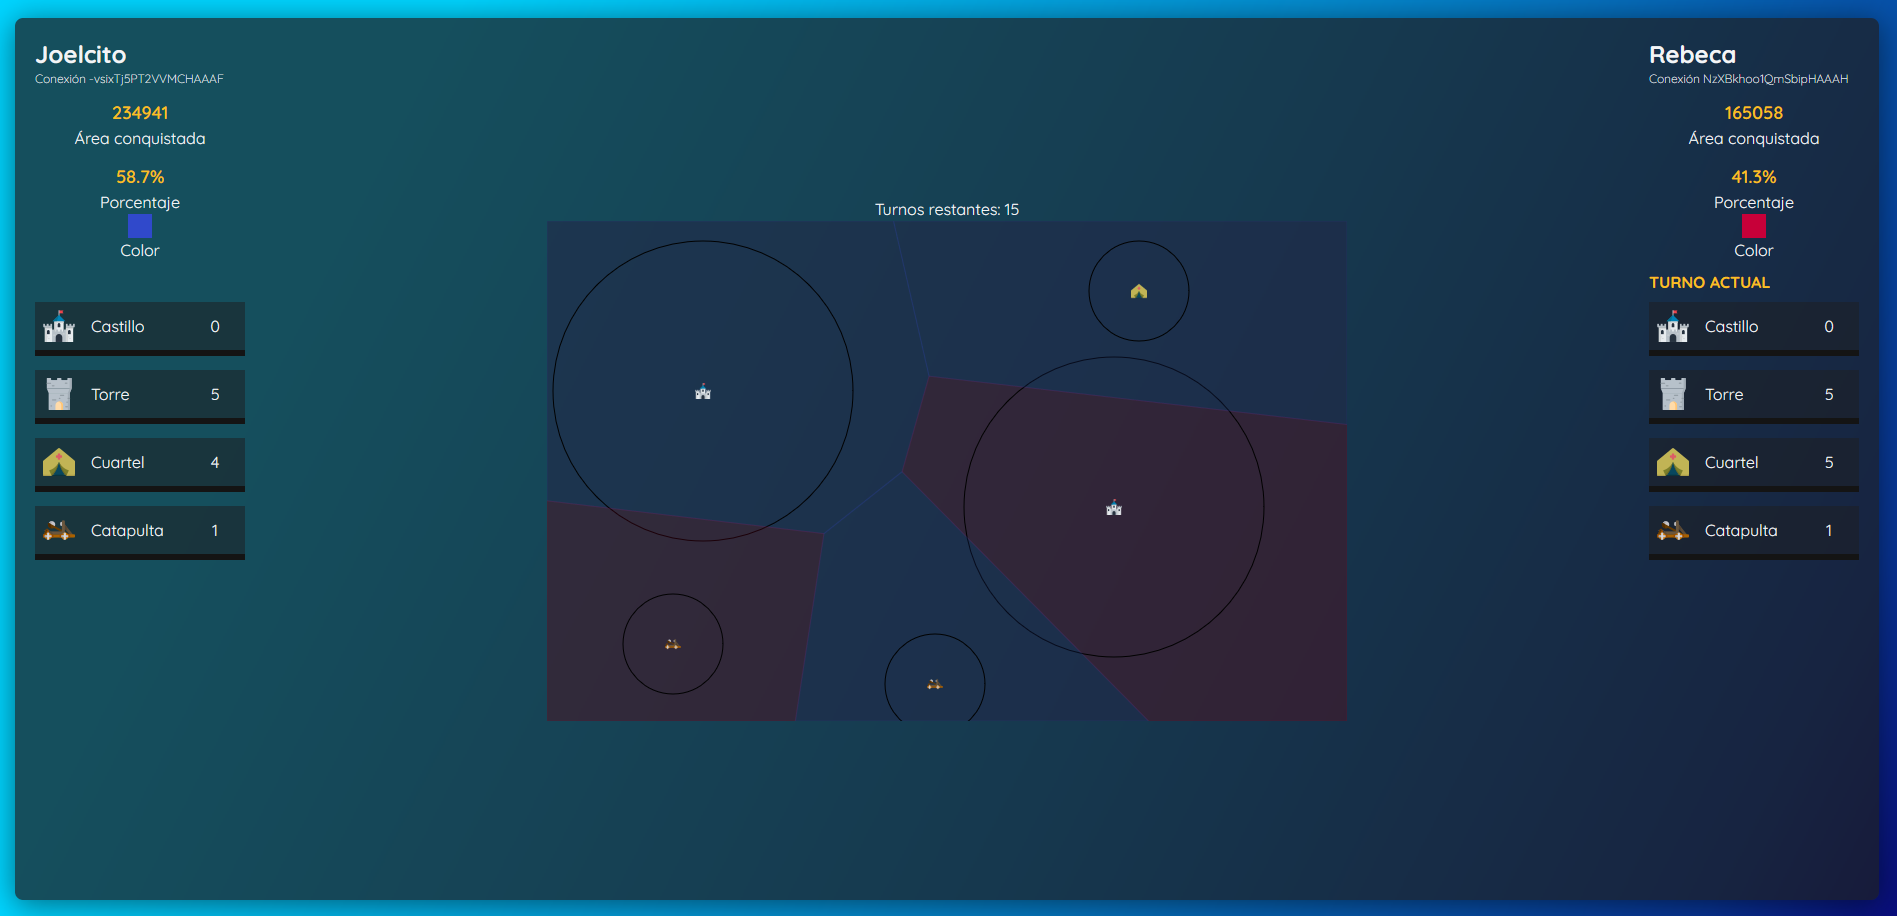 Joelcito
Conexión -vsixTj5PT2VVMCHAAAF
234941
Área conquistada
58.7%
Porcentaje
Color
Castillo 0
Torre 5
Cuartel 4
Catapulta 1
Turnos restantes: 15
Rebeca
Conexión NzXBkhoo1QmSbipHAAAH
165058
Área conquistada
41.3%
Porcentaje
Color
TURNO ACTUAL
Castillo 0
Torre 5
Cuartel 5
Catapulta 1